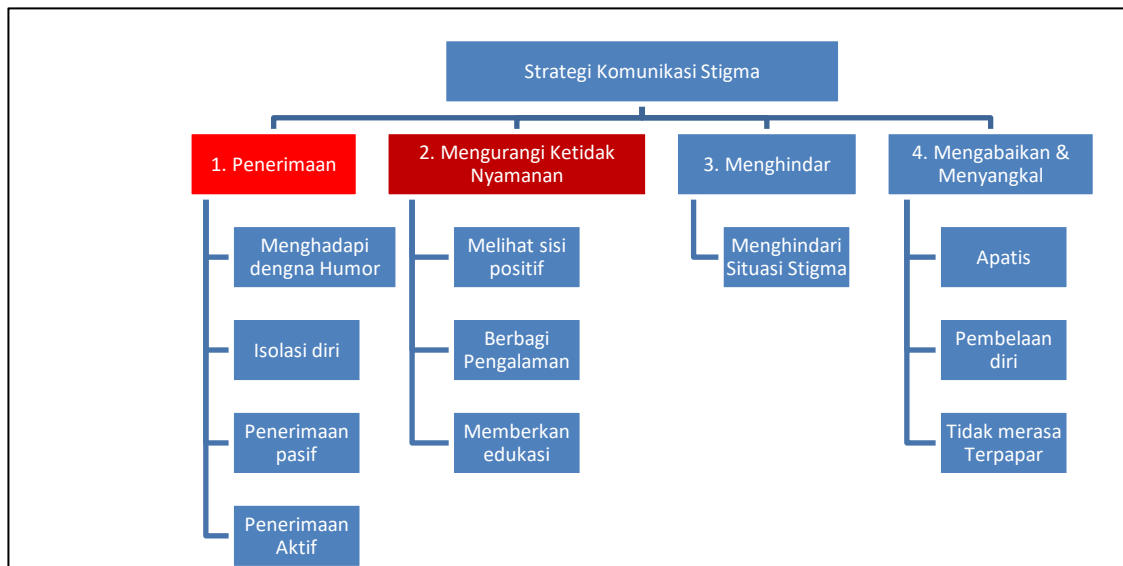 Strategi Komunikasi Stigma
1. Penerimaan
Menghadapi
dengna Humor
Isolasi diri
Penerimaan
pasif
Penerimaan
Aktif
2. Mengurangi Ketidak
Nyamanan
Melihat sisi
positif
Berbagi
Pengalaman
Memberkan
edukasi
3. Menghindar
Menghindari
Situasi Stigma
4. Mengabaikan &
Menyangkal
Apatis
Pembelaan
diri
Tidak merasa
Terpapar